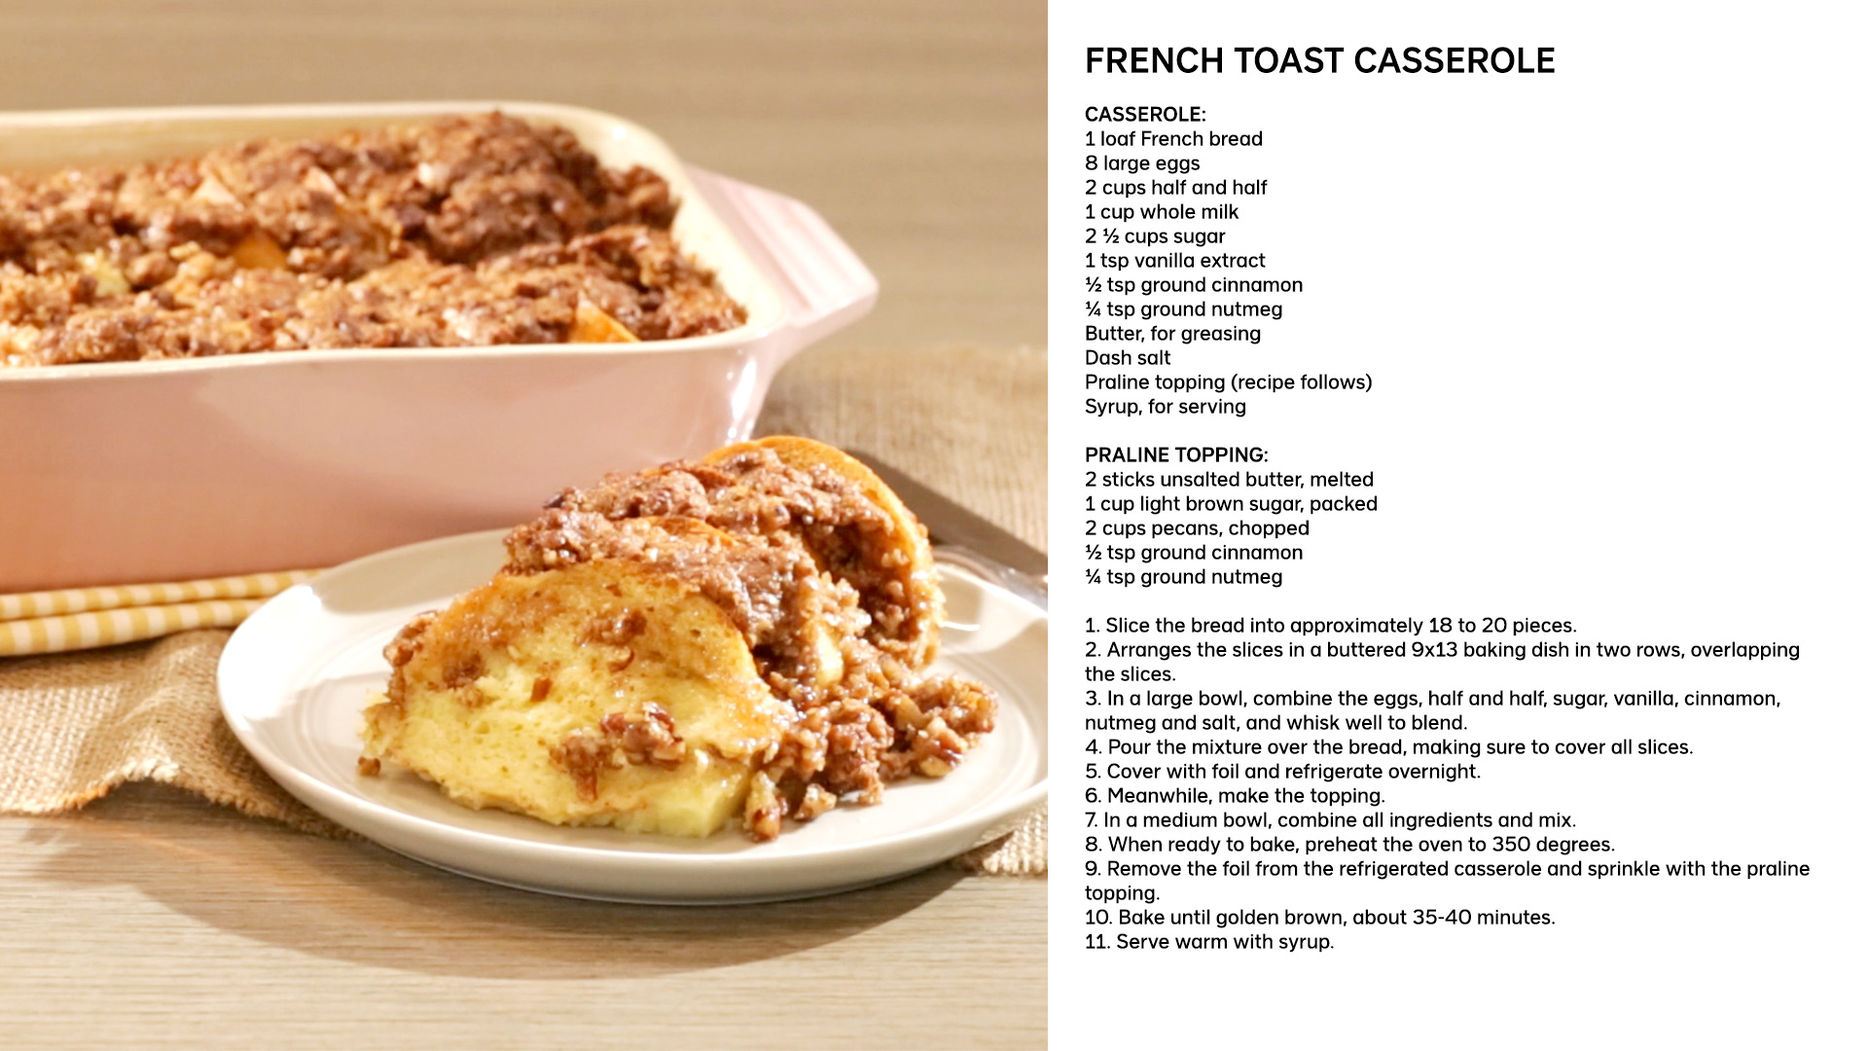 FRENCH TOAST CASSEROLE
CASSEROLE:
1 loaf French bread
8 large eggs
2 cups half and half
1 cup whole milk
2 ½ cups sugar
1 tsp vanilla extract
½ tsp ground cinnamon
¼ tsp ground nutmeg
Butter, for greasing
Dash salt
Praline topping (recipe follows)
Syrup, for serving
PRALINE TOPPING:
2 sticks unsalted butter, melted
1 cup light brown sugar, packed
2 cups pecans, chopped
½ tsp ground cinnamon
¼ tsp ground nutmeg
1. Slice the bread into approximately 18 to 20 pieces.
2. Arranges the slices in a buttered 9x13 baking dish in two rows, overlapping
the slices.
3. In a large bowl, combine the eggs, half and half, sugar, vanilla, cinnamon,
nutmeg and salt, and whisk well to blend.
4. Pour the mixture over the bread, making sure to cover all slices.
5. Cover with foil and refrigerate overnight.
6. Meanwhile, make the topping.
7. In a medium bowl, combine all ingredients and mix.
8. When ready to bake, preheat the oven to 350 degrees.
9. Remove the foil from the refrigerated casserole and sprinkle with the praline
topping.
10. Bake until golden brown, about 35-40 minutes.
11. Serve warm with syrup.